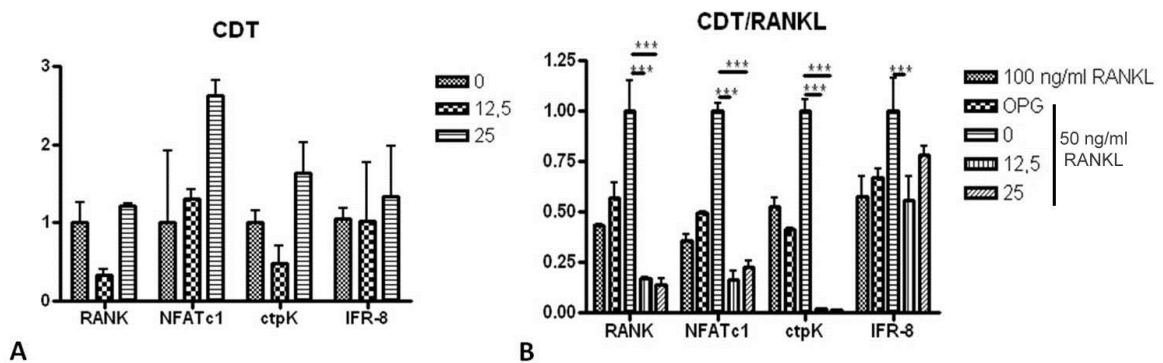 CDT
3
2
1
0
RANK NFATc1 ctpK IFR-8
0
12,5
25
A
CDT/RANKL
1.25
1.00
0.75
0.50
0.25
0.00
***
***
***
***
***
***
***
RANK NFATc1 ctpK IFR-8
100 ng/ml RANKL
OPG
0
12,5
25
50 ng/ml
RANKL
B